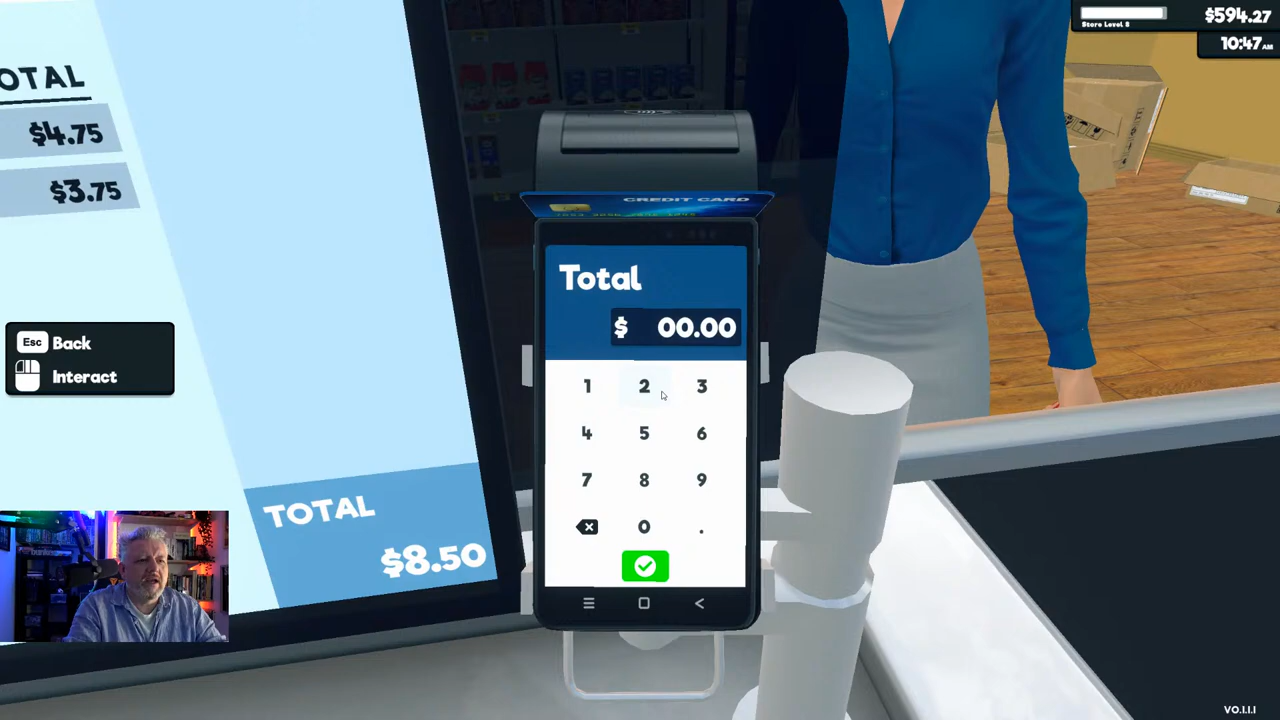 OTAL
$4.75
$3.75
Esc Back
Interact
TOTAL
$8.50
CREDIT CARD
Total
$ 00.00
1 2 3
4 5 6
7 8 9
0 .
Store Level 8
$594.27
10:47AM
V0.1.1.1